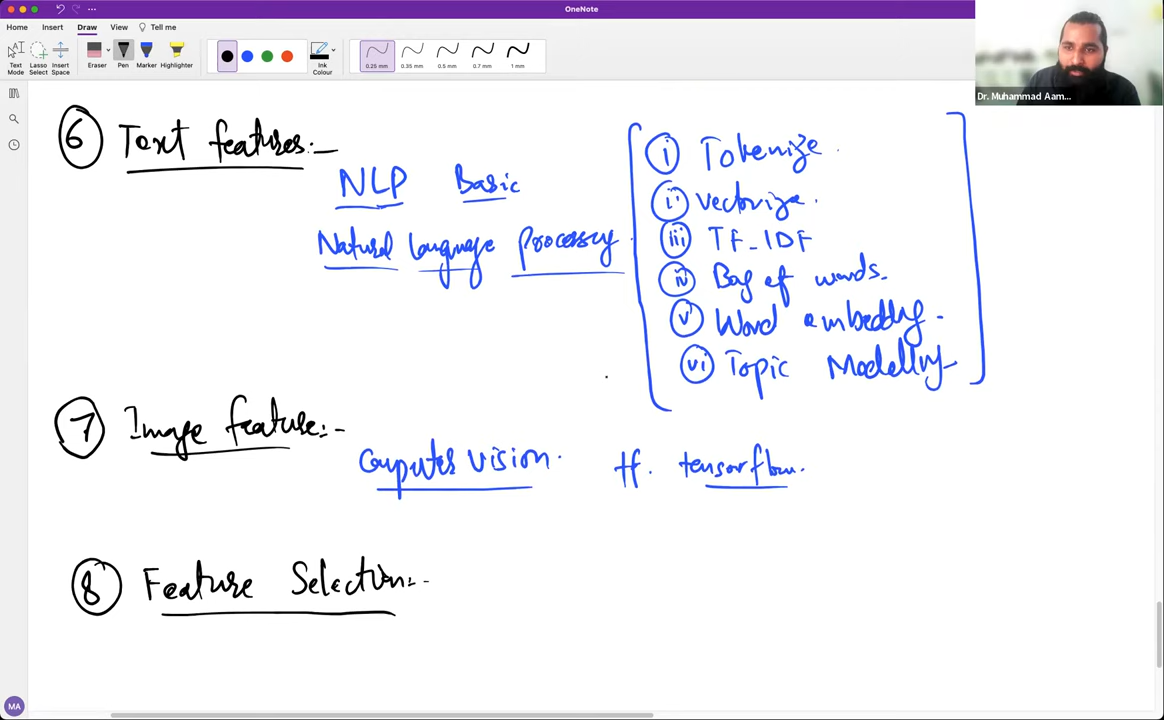 OneNote
Home Insert Draw View Tell me
Text Mode
Lasso Select
Insert Space
Eraser
Pen
Marker
Highlighter
Ink Colour
0.25 mm
0.35 mm
0.5 mm
0.7 mm
1 mm
Dr. Muhammad Aam...
6 Text features:-
NLP Basic
Natural Language Processing
i Tokenize.
ii Vectorize.
iii TF-IDF
iv Bag of words.
v Word embedding.
vi Topic Modelling
7 Image feature:-
Computer vision. tf. tensorflow.
8 Feature Selection:-
MA